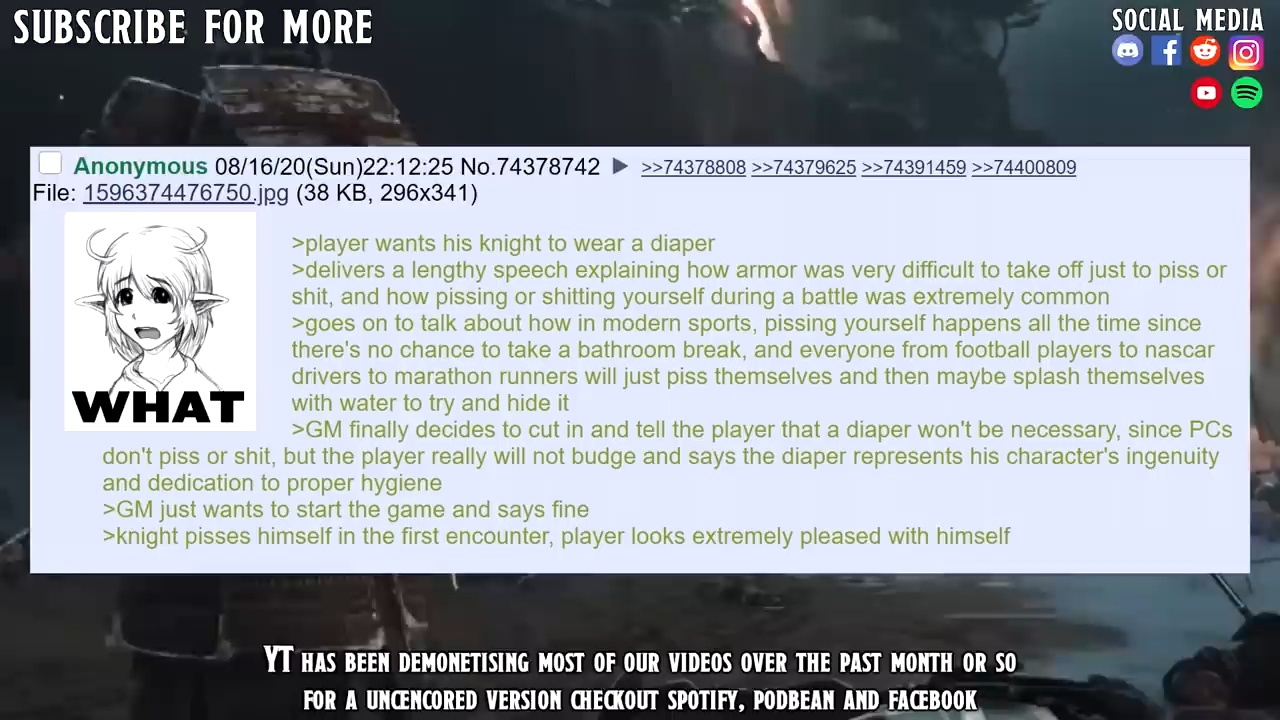 SUBSCRIBE FOR MORE
SOCIAL MEDIA
Anonymous 08/16/20(Sun)22:12:25 No.74378742 ▶ >>74378808 >>74379625 >>74391459 >>74400809
File: 1596374476750.jpg (38 KB, 296x341)
WHAT
>player wants his knight to wear a diaper
>delivers a lengthy speech explaining how armor was very difficult to take off just to piss or
shit, and how pissing or shitting yourself during a battle was extremely common
>goes on to talk about how in modern sports, pissing yourself happens all the time since
there's no chance to take a bathroom break, and everyone from football players to nascar
drivers to marathon runners will just piss themselves and then maybe splash themselves
with water to try and hide it
>GM finally decides to cut in and tell the player that a diaper won't be necessary, since PCs
don't piss or shit, but the player really will not budge and says the diaper represents his character's ingenuity
and dedication to proper hygiene
>GM just wants to start the game and says fine
>knight pisses himself in the first encounter, player looks extremely pleased with himself
YT HAS BEEN DEMONETISING MOST OF OUR VIDEOS OVER THE PAST MONTH OR SO
FOR A UNCENCORED VERSION CHECKOUT SPOTIFY, PODBEAN AND FACEBOOK